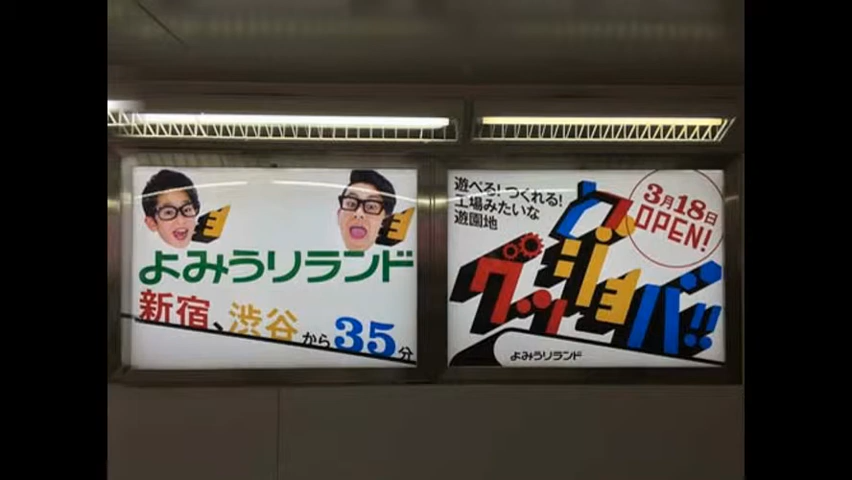 ョ ョ
よみうりランド
新宿、渋谷から35分
遊べる!つくれる!
工場みたいな
遊園地
3月18日
OPEN!
グッジョバ!!
よみうりランド